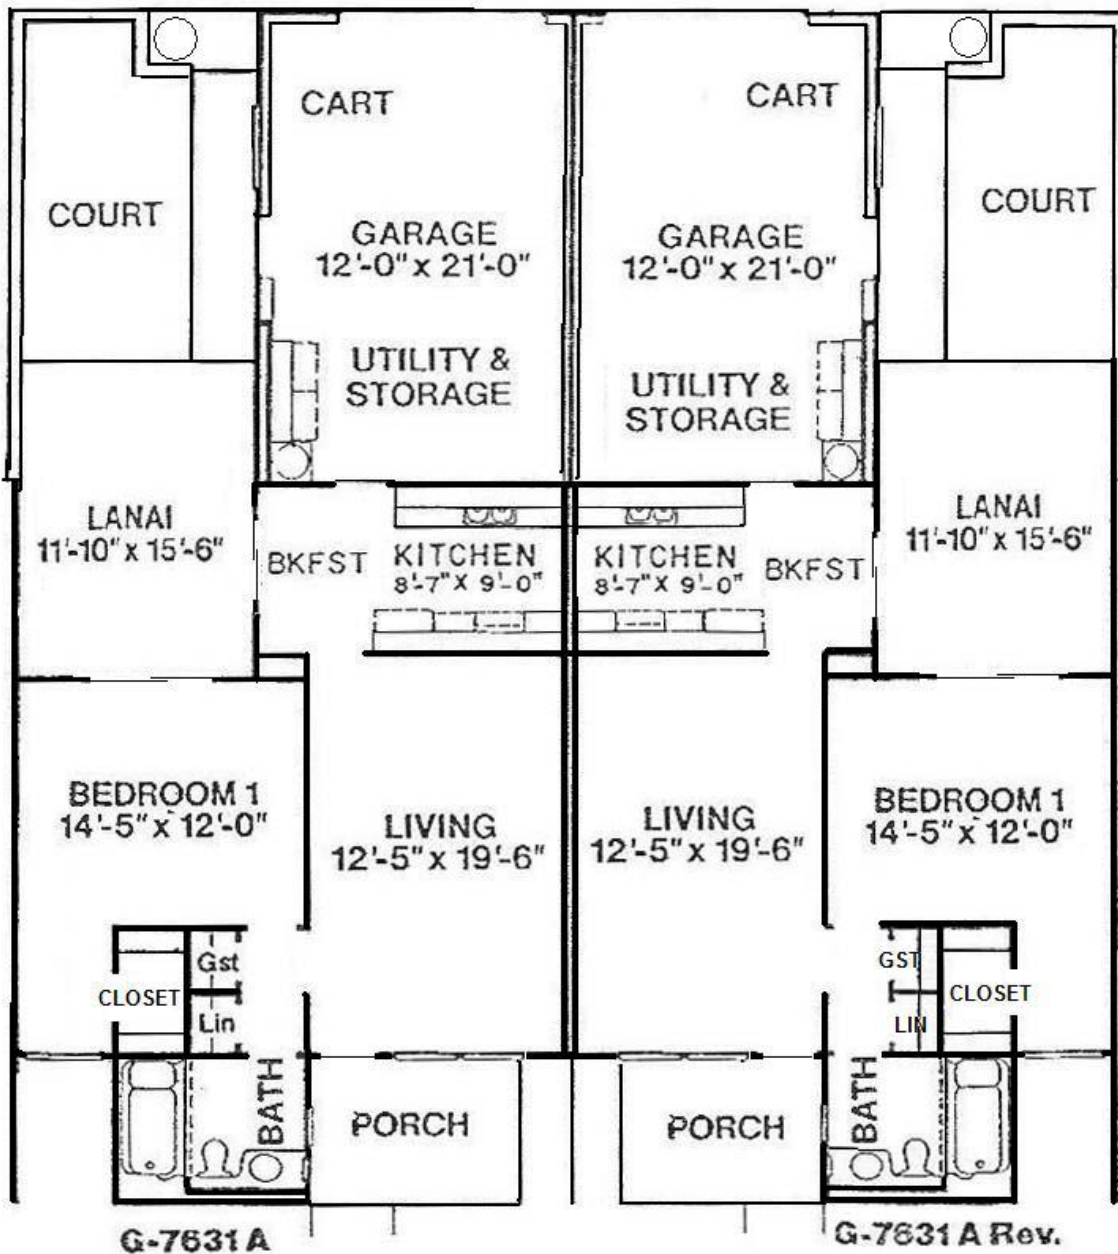 CART
CART
COURT
COURT
GARAGE
12'-0" x 21'-0"
GARAGE
12'-0" x 21'-0"
UTILITY &
STORAGE
UTILITY &
STORAGE
LANAI
11'-10" x 15'-6"
BKFST
KITCHEN
8'-7" X 9'-0"
KITCHEN
8'-7" X 9'-0"
BKFST
LANAI
11'-10" x 15'-6"
BEDROOM 1
14'-5" x 12'-0"
LIVING
12'-5" x 19'-6"
LIVING
12'-5" x 19'-6"
BEDROOM 1
14'-5" x 12'-0"
Gst
CLOSET
Lin
GST
CLOSET
LIN
BATH
PORCH
PORCH
BATH
G-7631 A
G-7631 A Rev.